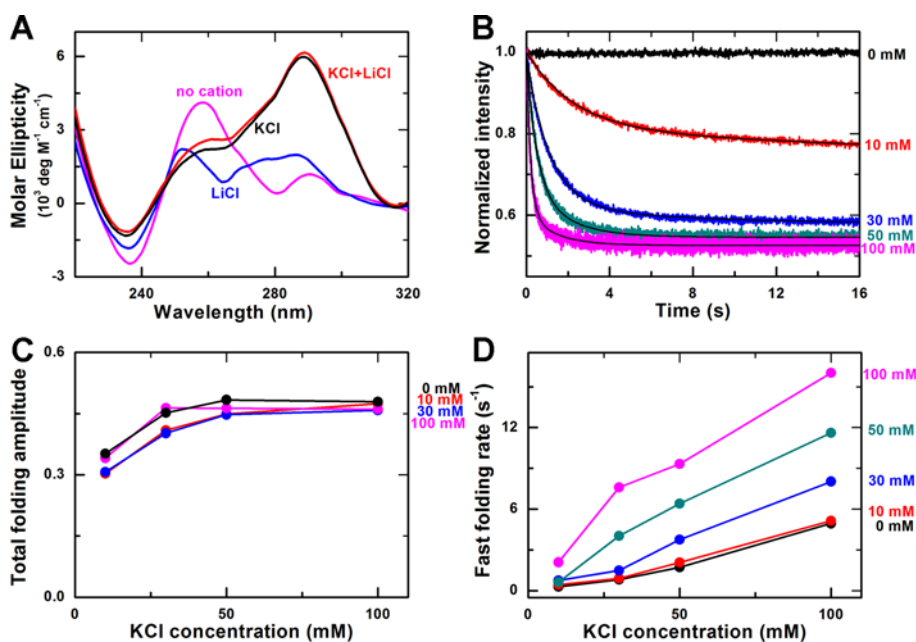 A
Molar Ellipticity
(10³ deg M⁻¹ cm⁻¹)
6
3
0
-3
no cation
KCl+LiCl
KCl
LiCl
240
260
280
300
320
Wavelength (nm)
B
Normalized intensity
1.0
0.8
0.6
0 mM
10 mM
30 mM
50 mM
100 mM
0
4
8
12
16
Time (s)
C
Total folding amplitude
0.6
0.3
0.0
0 mM
10 mM
30 mM
100 mM
0
50
100
KCl concentration (mM)
D
Fast folding rate (s⁻¹)
12
6
0
100 mM
50 mM
30 mM
10 mM
0 mM
0
50
100
KCl concentration (mM)